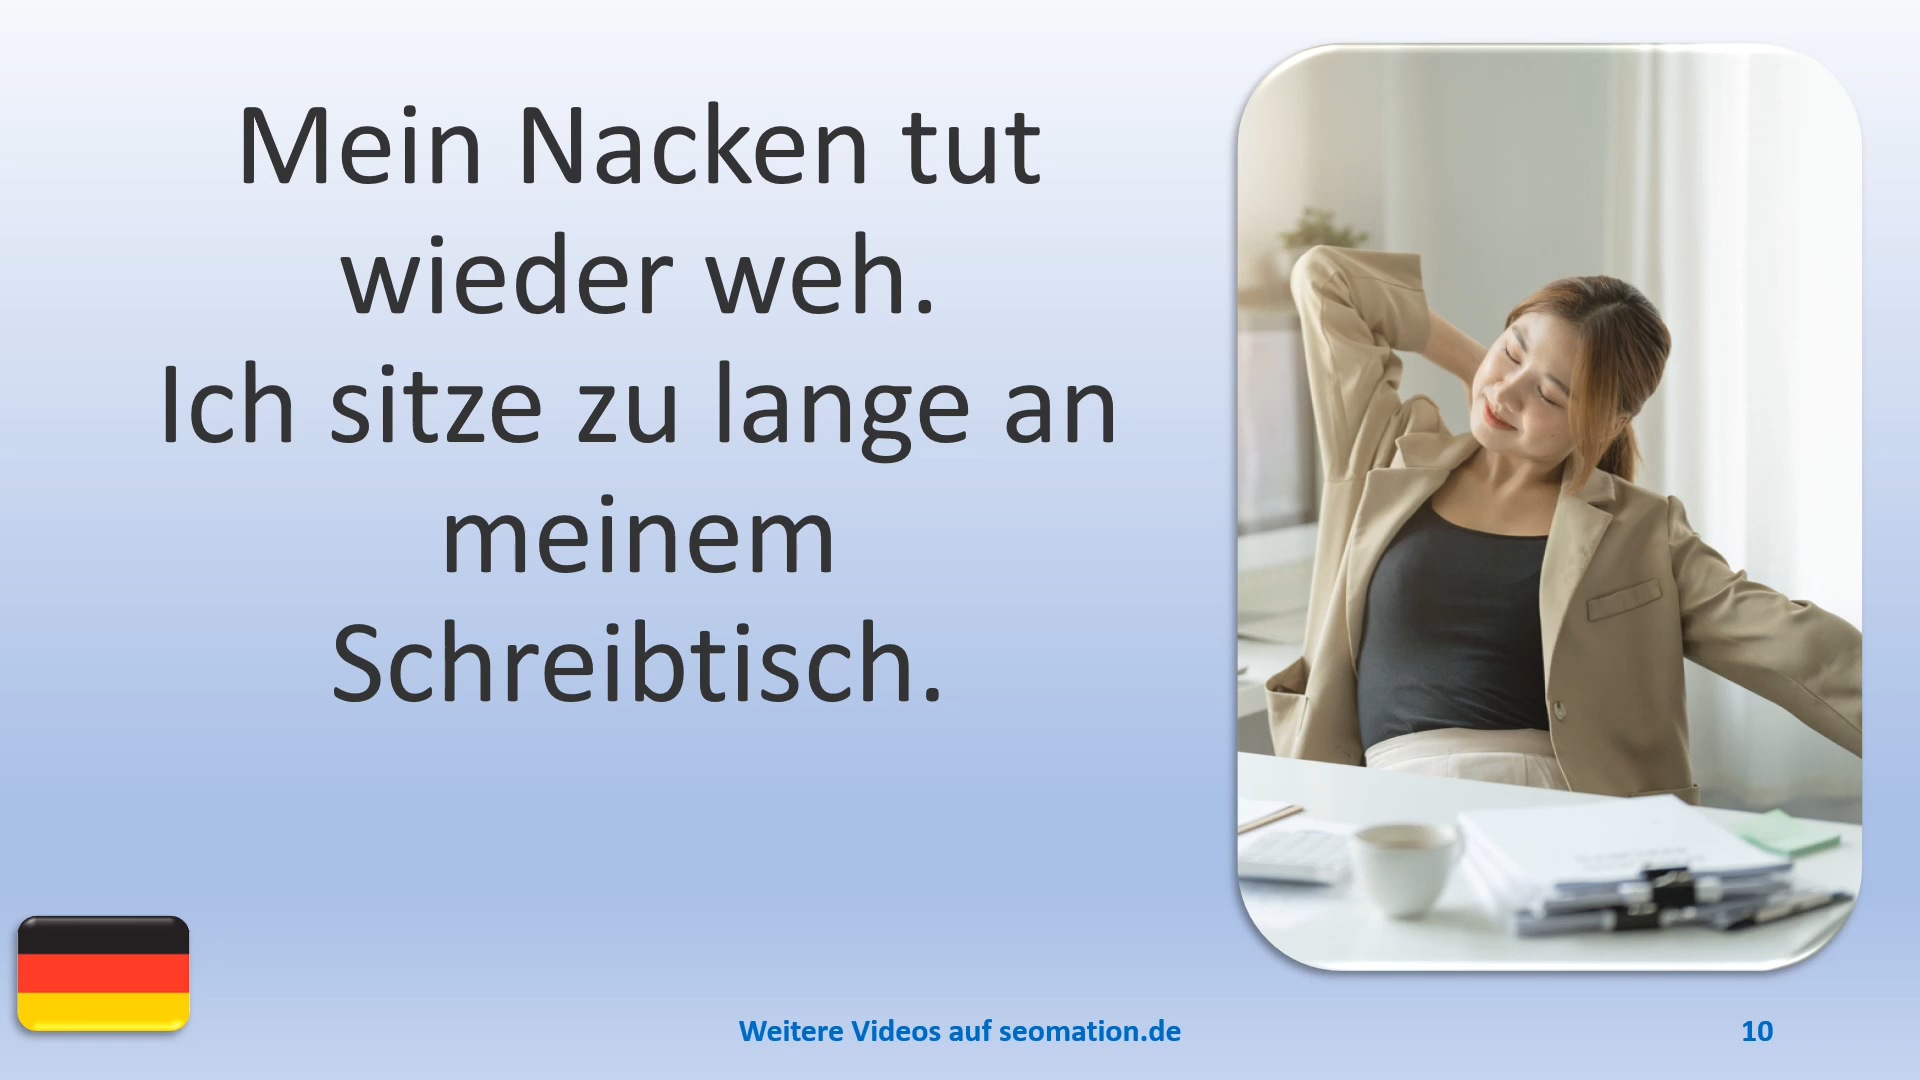 Mein Nacken tut
wieder weh.
Ich sitze zu lange an
meinem
Schreibtisch.
Weitere Videos auf seomation.de
10